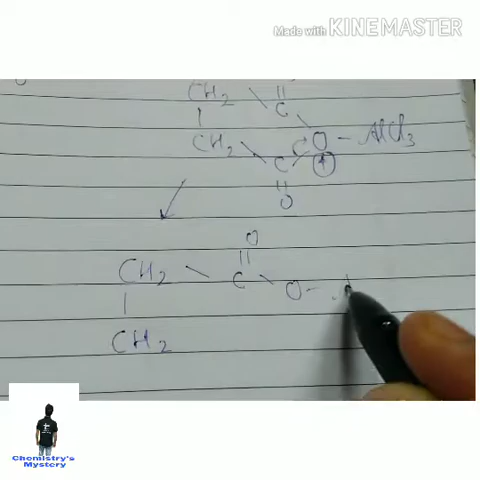 Made with KINEMASTER
O
CH2
C
CH2
O - AlCl3
C
+
O
O
CH2
C
O -
CH2
Chemistry's
Mystery